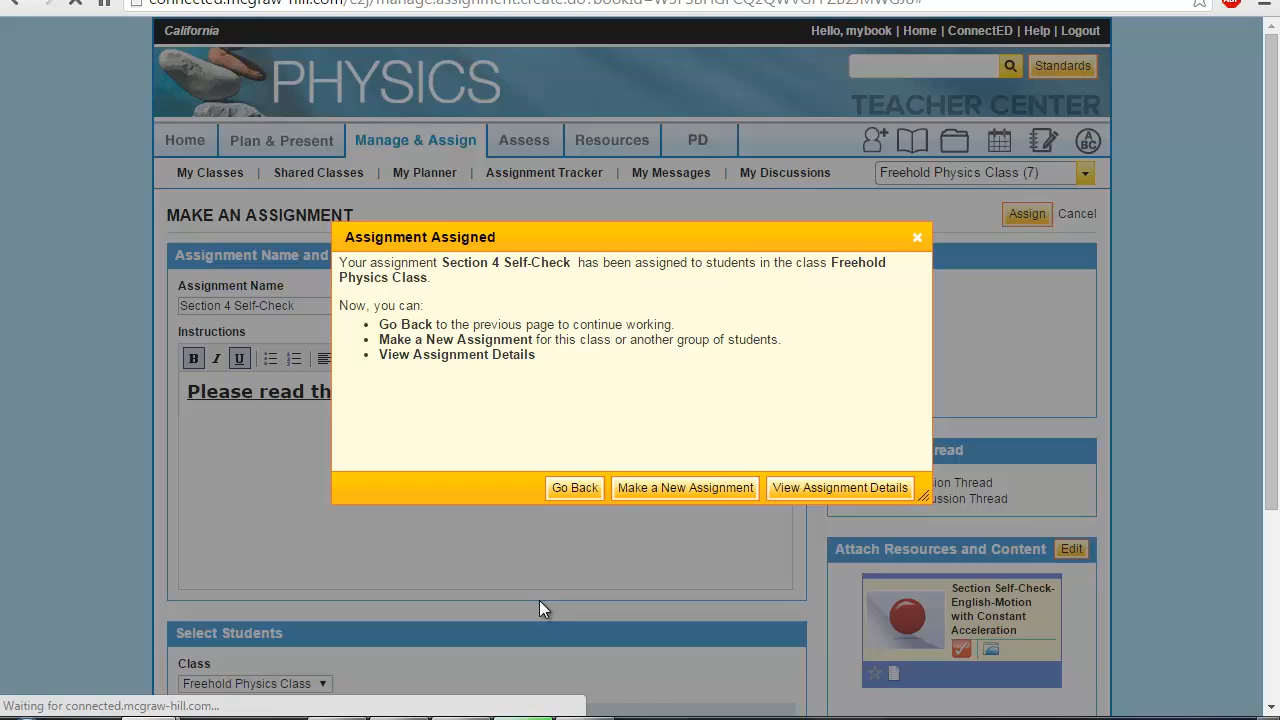 California
Hello, mybook | Home | ConnectED | Help | Logout
PHYSICS
Standards
TEACHER CENTER
Home
Plan & Present
Manage & Assign
Assess
Resources
PD
My Classes | Shared Classes | My Planner | Assignment Tracker | My Messages | My Discussions
Freehold Physics Class (7)
MAKE AN ASSIGNMENT
Assign
Cancel
Assignment Name and
Assignment Name
Section 4 Self-Check
Instructions
B I U
Please read th
Assignment Assigned
Your assignment Section 4 Self-Check has been assigned to students in the class Freehold
Physics Class.
Now, you can:
• Go Back to the previous page to continue working.
• Make a New Assignment for this class or another group of students.
• View Assignment Details
Go Back
Make a New Assignment
View Assignment Details
Attach Resources and Content
Edit
Section Self-Check-
English-Motion
with Constant
Acceleration
Select Students
Class
Freehold Physics Class
Waiting for connected.mcgraw-hill.com...